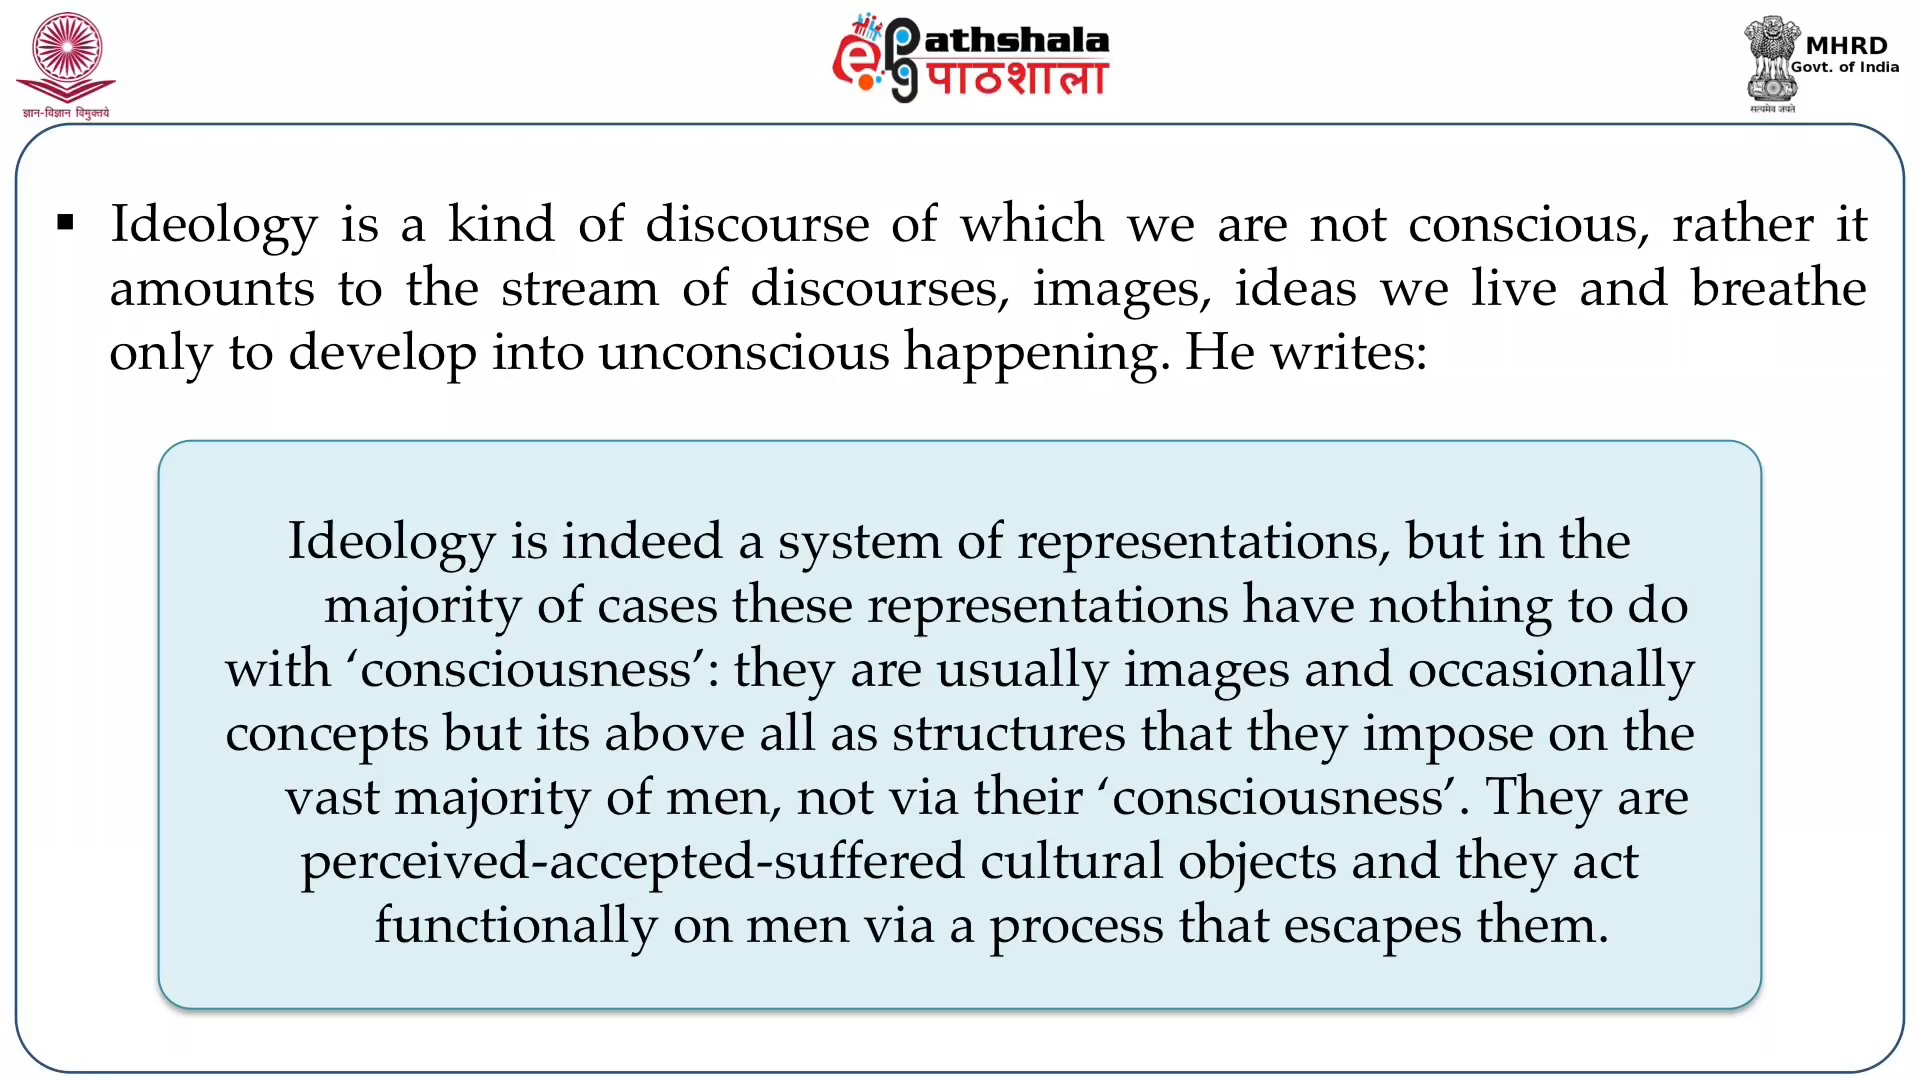 ज्ञान-विज्ञान विमुक्तये
e Pg athshala
पाठशाला
MHRD
Govt. of India
सत्यमेव जयते
▪ Ideology is a kind of discourse of which we are not conscious, rather it
amounts to the stream of discourses, images, ideas we live and breathe
only to develop into unconscious happening. He writes:
Ideology is indeed a system of representations, but in the
majority of cases these representations have nothing to do
with ‘consciousness’: they are usually images and occasionally
concepts but its above all as structures that they impose on the
vast majority of men, not via their ‘consciousness’. They are
perceived-accepted-suffered cultural objects and they act
functionally on men via a process that escapes them.